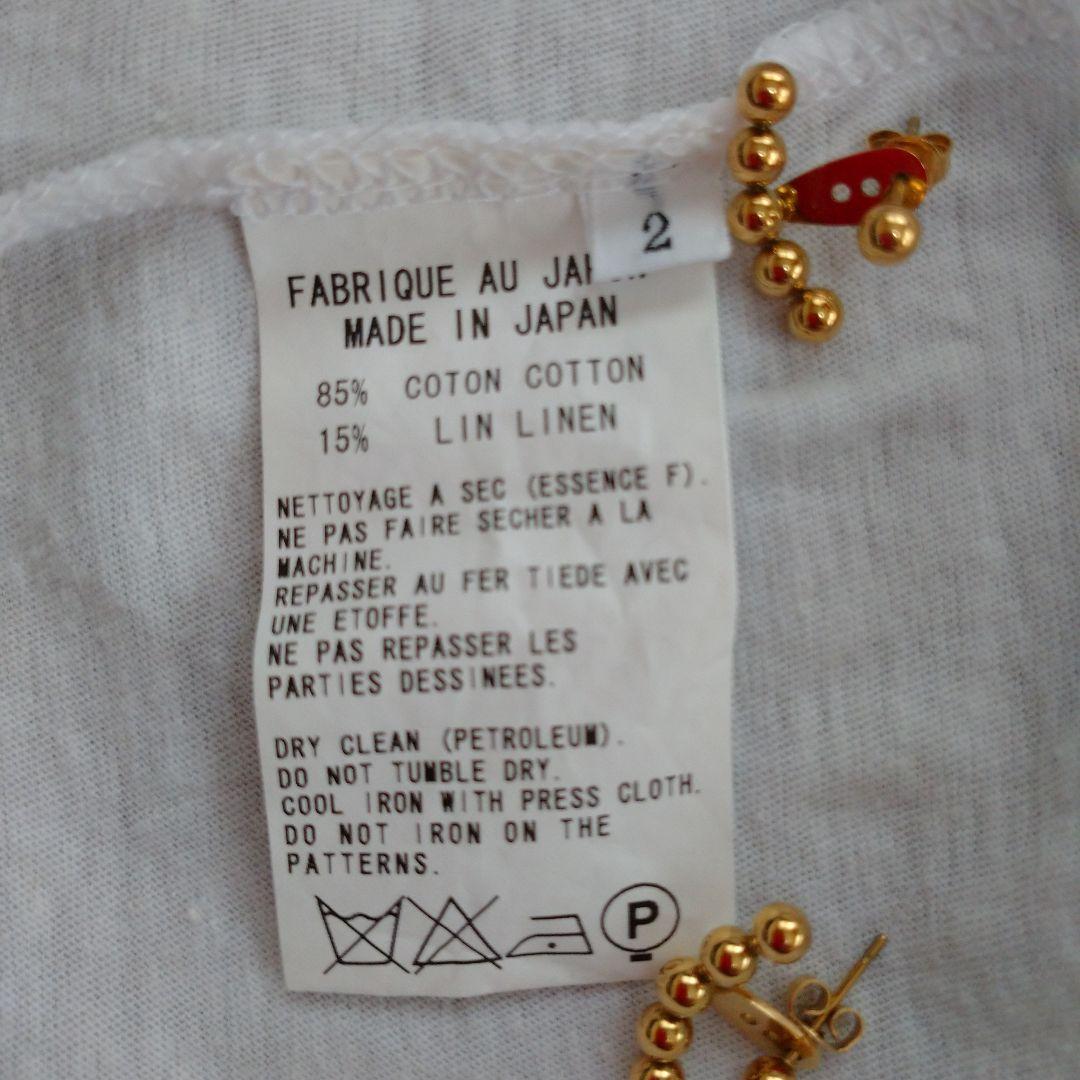 2
FABRIQUE AU
MADE IN JAPAN
85% COTON COTTON
15% LIN LINEN
NETTOYAGE A SEC (ESSENCE F).
NE PAS FAIRE SECHER A LA
MACHINE.
REPASSER AU FER TIEDE AVEC
UNE ETOFFE.
NE PAS REPASSER LES
PARTIES DESSINEES.
DRY CLEAN (PETROLEUM).
DO NOT TUMBLE DRY.
COOL IRON WITH PRESS CLOTH.
DO NOT IRON ON THE
PATTERNS.
P